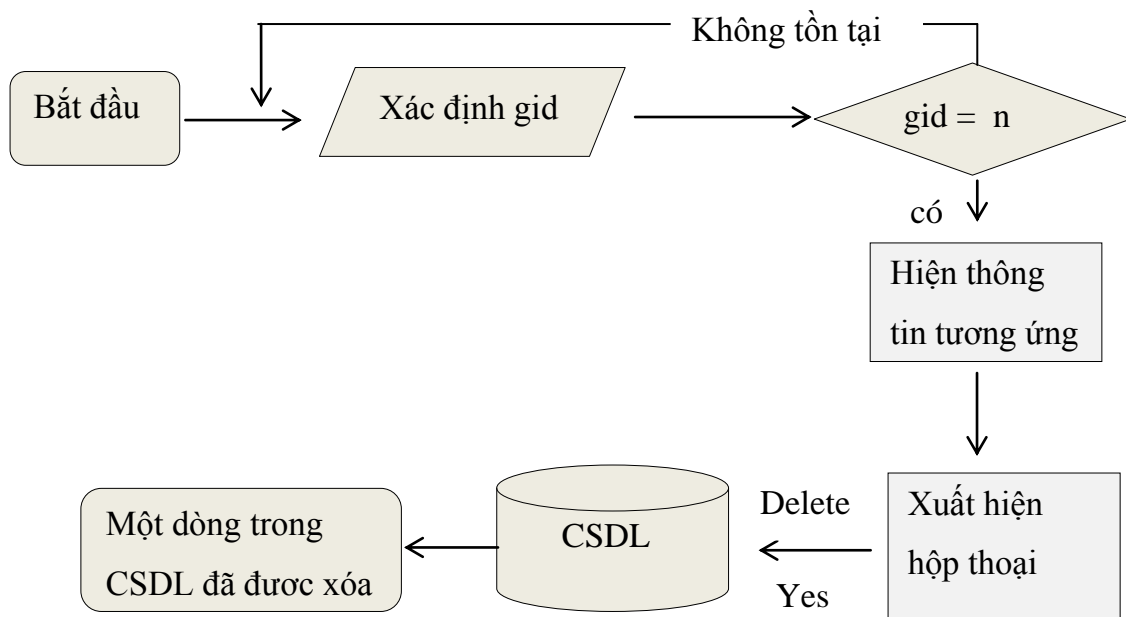 Không tồn tại
Bắt đầu
Xác định gid
gid = n
có
Hiện thông
tin tương ứng
Xuất hiện
hộp thoại
Delete
Yes
CSDL
Một dòng trong
CSDL đã đươc xóa